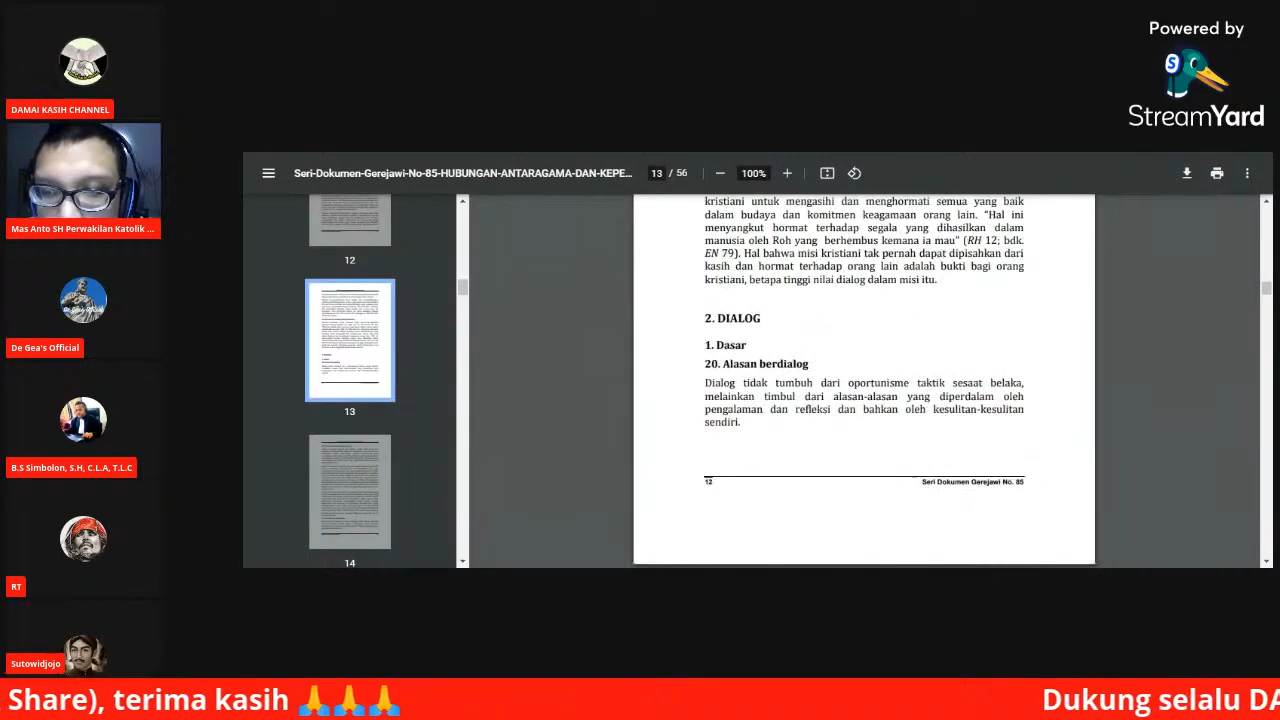 Powered by
S
StreamYard
DAMAI KASIH CHANNEL
Mas Anto SH Perwakilan Katolik ...
De Gea's Official
De Gea's Official
B.S Simbolon, S.H, C.L.A, T.L.C
RT
Sutowidjojo
Seri-Dokumen-Gerejawi-No-85-HUBUNGAN-ANTARAGAMA-DAN-KEPE...
13 / 56
100%
12
13
14
kristiani untuk mengasihi dan menghormati semua yang baik
dalam budaya dan komitmen keagamaan orang lain. “Hal ini
menyangkut hormat terhadap segala yang dihasilkan dalam
manusia oleh Roh yang berhembus kemana ia mau” (RH 12; bdk.
EN 79). Hal bahwa misi kristiani tak pernah dapat dipisahkan dari
kasih dan hormat terhadap orang lain adalah bukti bagi orang
kristiani, betapa tinggi nilai dialog dalam misi itu.
2. DIALOG
1. Dasar
20. Alasan berdialog
Dialog tidak tumbuh dari oportunisme taktik sesaat belaka,
melainkan timbul dari alasan-alasan yang diperdalam oleh
pengalaman dan refleksi dan bahkan oleh kesulitan-kesulitan
sendiri.
12 Seri Dokumen Gerejawi No. 85
Share), terima kasih 🙏🙏🙏
Dukung selalu DA